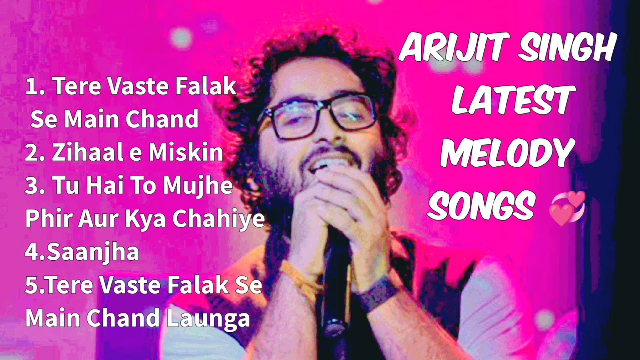 1. Tere Vaste Falak
Se Main Chand
2. Zihaal e Miskin
3. Tu Hai To Mujhe
Phir Aur Kya Chahiye
4.Saanjha
5.Tere Vaste Falak Se
Main Chand Launga
ARIJIT SINGH
LATEST
MELODY
SONGS 💞